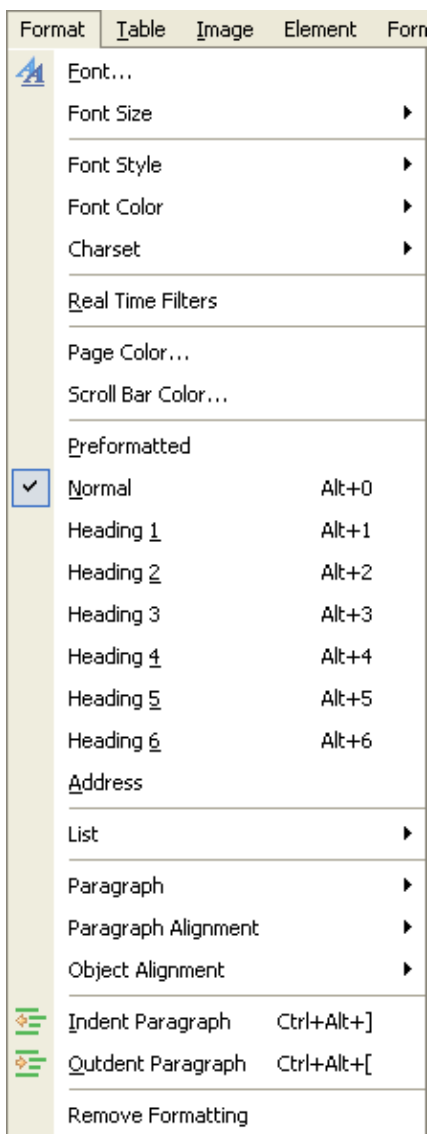 Format Table Image Element Form
Font...
Font Size
Font Style
Font Color
Charset
Real Time Filters
Page Color...
Scroll Bar Color...
Preformatted
Normal Alt+0
Heading 1 Alt+1
Heading 2 Alt+2
Heading 3 Alt+3
Heading 4 Alt+4
Heading 5 Alt+5
Heading 6 Alt+6
Address
List
Paragraph
Paragraph Alignment
Object Alignment
Indent Paragraph Ctrl+Alt+]
Outdent Paragraph Ctrl+Alt+[
Remove Formatting